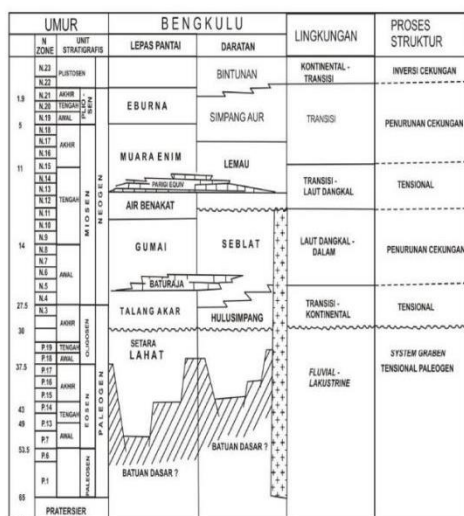 UMUR
BENGKULU
LINGKUNGAN
PROSES
STRUKTUR
N
ZONE
UNIT
STRATIGRAFIS
LEPAS PANTAI
DARATAN
N.23
N.22
PLISTOSEN
BINTUNAN
KONTINENTAL -
TRANSISI
INVERSI CEKUNGAN
1.9
N.21
N.20
N.19
AKHIR
TENGAH
AWAL
PLIO -
SEN
EBURNA
SIMPANG AUR
TRANSISI
PENURUNAN CEKUNGAN
5
N.18
N.17
N.16
N.15
AKHIR
MUARA ENIM
LEMAU
11
N.14
N.13
N.12
N.11
N.10
N.9
TENGAH
MIOSEN
NEOGEN
PARIGI EQUIV
AIR BENAKAT
TRANSISI -
LAUT DANGKAL
TENSIONAL
14
N.8
N.7
N.6
N.5
N.4
AWAL
GUMAI
BATURAJA
SEBLAT
LAUT DANGKAL -
DALAM
PENURUNAN CEKUNGAN
27.5
N.3
AKHIR
TALANG AKAR
HULUSIMPANG
TRANSISI -
KONTINENTAL
TENSIONAL
30
P.19
P.18
TENGAH
AWAL
OLIGOSEN
SETARA
LAHAT
SYSTEM GRABEN
TENSIONAL PALEOGEN
37.5
P.17
P.16
P.15
AKHIR
FLUVIAL -
LAKUSTRINE
43
P.14
TENGAH
49
P.13
P.7
AWAL
EOSEN
PALEOGEN
53.5
P.6
P.1
PALEOSEN
BATUAN DASAR ?
BATUAN DASAR ?
65
PRATERSIER